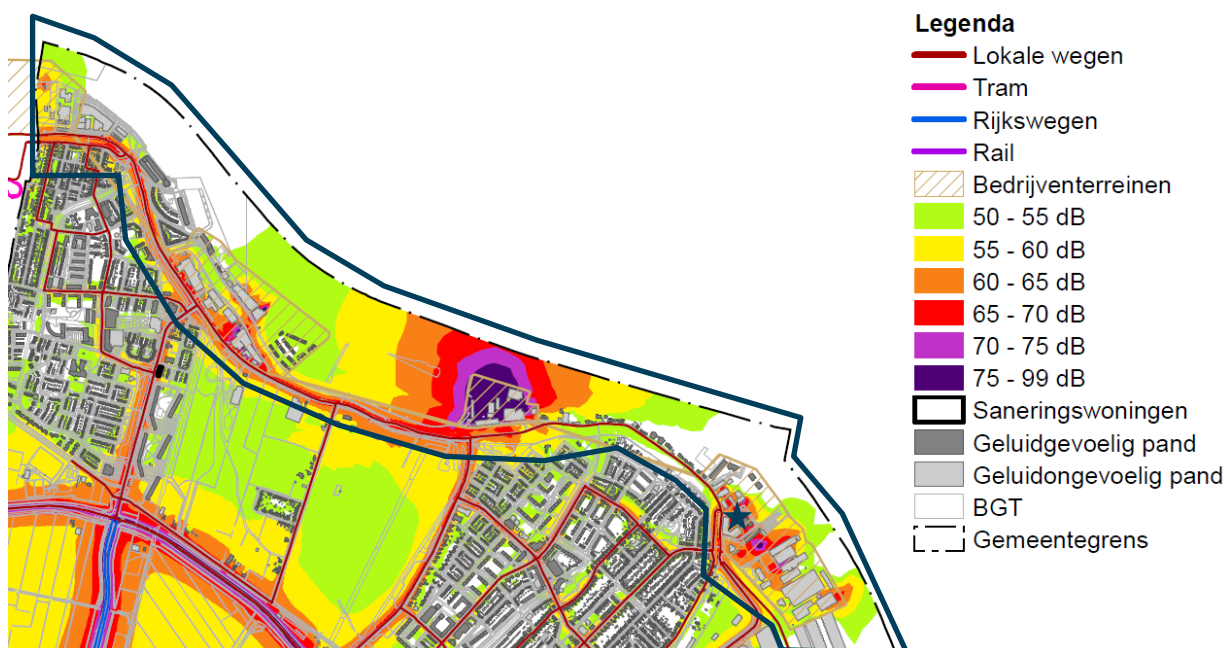 Legenda
Lokale wegen
Tram
Rijkswegen
Rail
Bedrijventerreinen
50 - 55 dB
55 - 60 dB
60 - 65 dB
65 - 70 dB
70 - 75 dB
75 - 99 dB
Saneringswoningen
Geluidgevoelig pand
Geluidongevoelig pand
BGT
Gemeentegrens